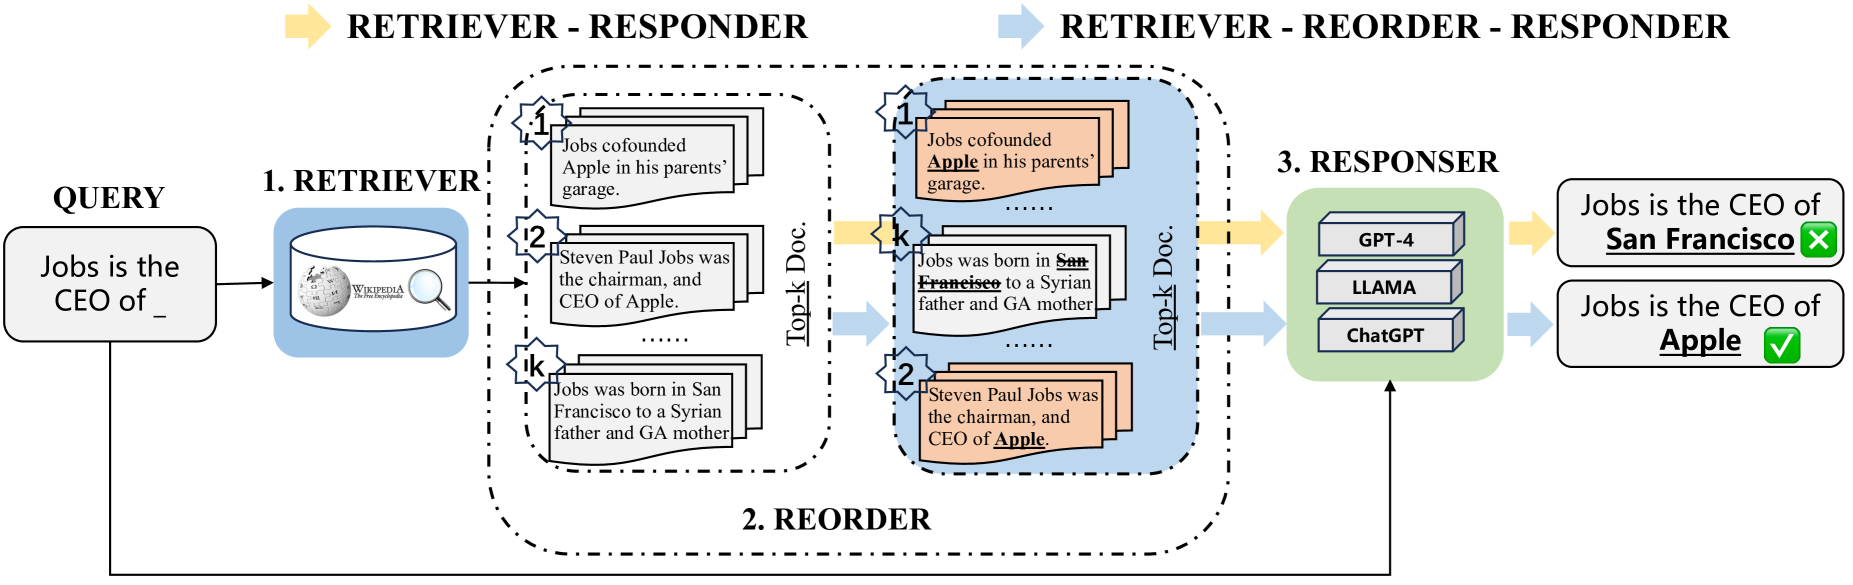 RETRIEVER - RESPONDER
RETRIEVER - REORDER - RESPONDER
QUERY
Jobs is the
CEO of _
1. RETRIEVER
WIKIPEDIA
The Free Encyclopedia
1
Jobs cofounded
Apple in his parents’
garage.
2
Steven Paul Jobs was
the chairman, and
CEO of Apple.
......
k
Jobs was born in San
Francisco to a Syrian
father and GA mother
Top-k Doc.
1
Jobs cofounded
Apple in his parents’
garage.
......
k
Jobs was born in San
Francisco to a Syrian
father and GA mother
......
2
Steven Paul Jobs was
the chairman, and
CEO of Apple.
Top-k Doc.
2. REORDER
3. RESPONSER
GPT-4
LLAMA
ChatGPT
Jobs is the CEO of
San Francisco
Jobs is the CEO of
Apple